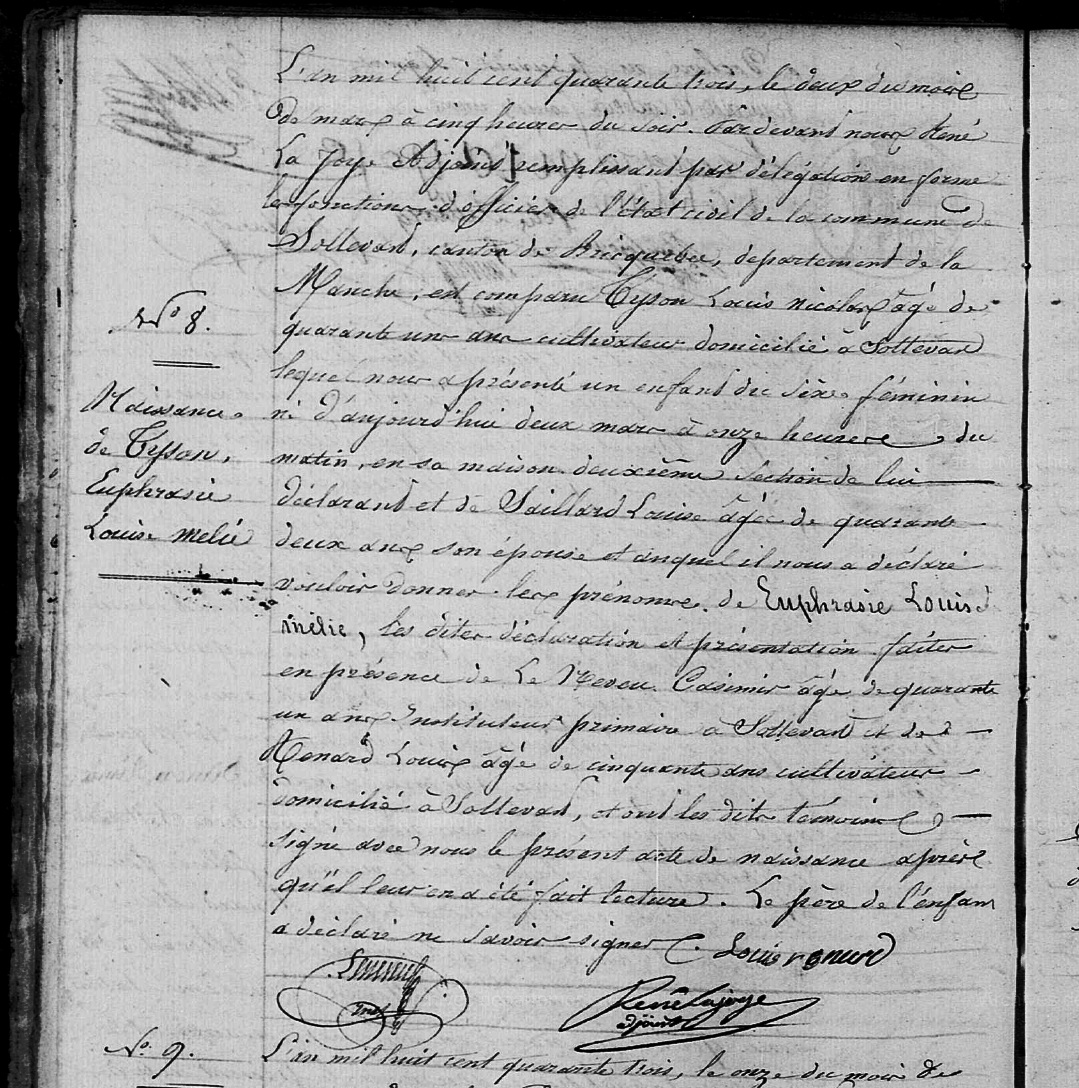 L'an mil huit cent quarante trois, le deux du mois
de mars à cinq heures du soir. Pardevant nous René
La Joye Adjoint remplissant par délégation en forme
les fonctions d'officier de l'état civil de la commune de
Sottevast, canton de Bricquebec, departement de la
Manche, est comparu Tyson Louis nicolas âgé de
quarante un ans cultivateur domicilié à Sottevast
lequel nous a présenté un enfant du sèxe féminin
né d'aujourd'hui deux mars à onze heures du
matin, en sa maison deuxième section de lui
déclarant et de Saillard Louise âgée de quarante
deux ans son épouse et auquel il nous a déclaré
vouloir donner les prénoms de Euphrasie Louise
mélie, les dites déclaration et présentation faites
en présence de Le Neveu Casimir âgé de quarante
un ans Instituteur primaire à Sottevast et de
Renard Louis âgé de cinquante ans cultivateur
domicilié à Sottevast, et ont les dits témoins
signé avec nous le présent acte de naissance après
qu'il leur en a été fait lecture. Le père de l'enfant
a déclaré ne savoir signer. Louis renard
René Lajoye
adjoint
N° 8.
Naissance
de Tyson,
Euphrasie
Louise melie
N° 9.
L'an mil huit cent quarante trois, le onze du mois de